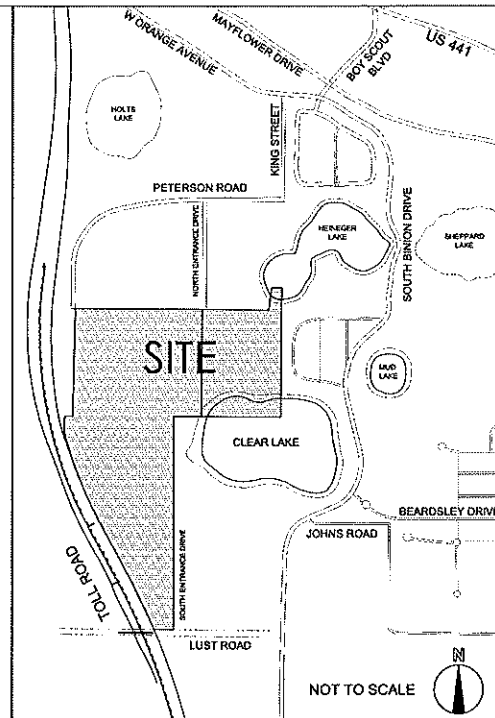 W ORANGE AVENUE
MAYFLOWER DRIVE
US 441
BOY SCOUT
BLVD
HOLTS
LAKE
KING STREET
PETERSON ROAD
NORTH ENTRANCE DRIVE
HEINEGER
LAKE
SOUTH BINION DRIVE
SHEPPARD
LAKE
SITE
MUD
LAKE
CLEAR LAKE
BEARDSLEY DRIVE
JOHNS ROAD
TOLL ROAD
SOUTH ENTRANCE DRIVE
LUST ROAD
NOT TO SCALE
N